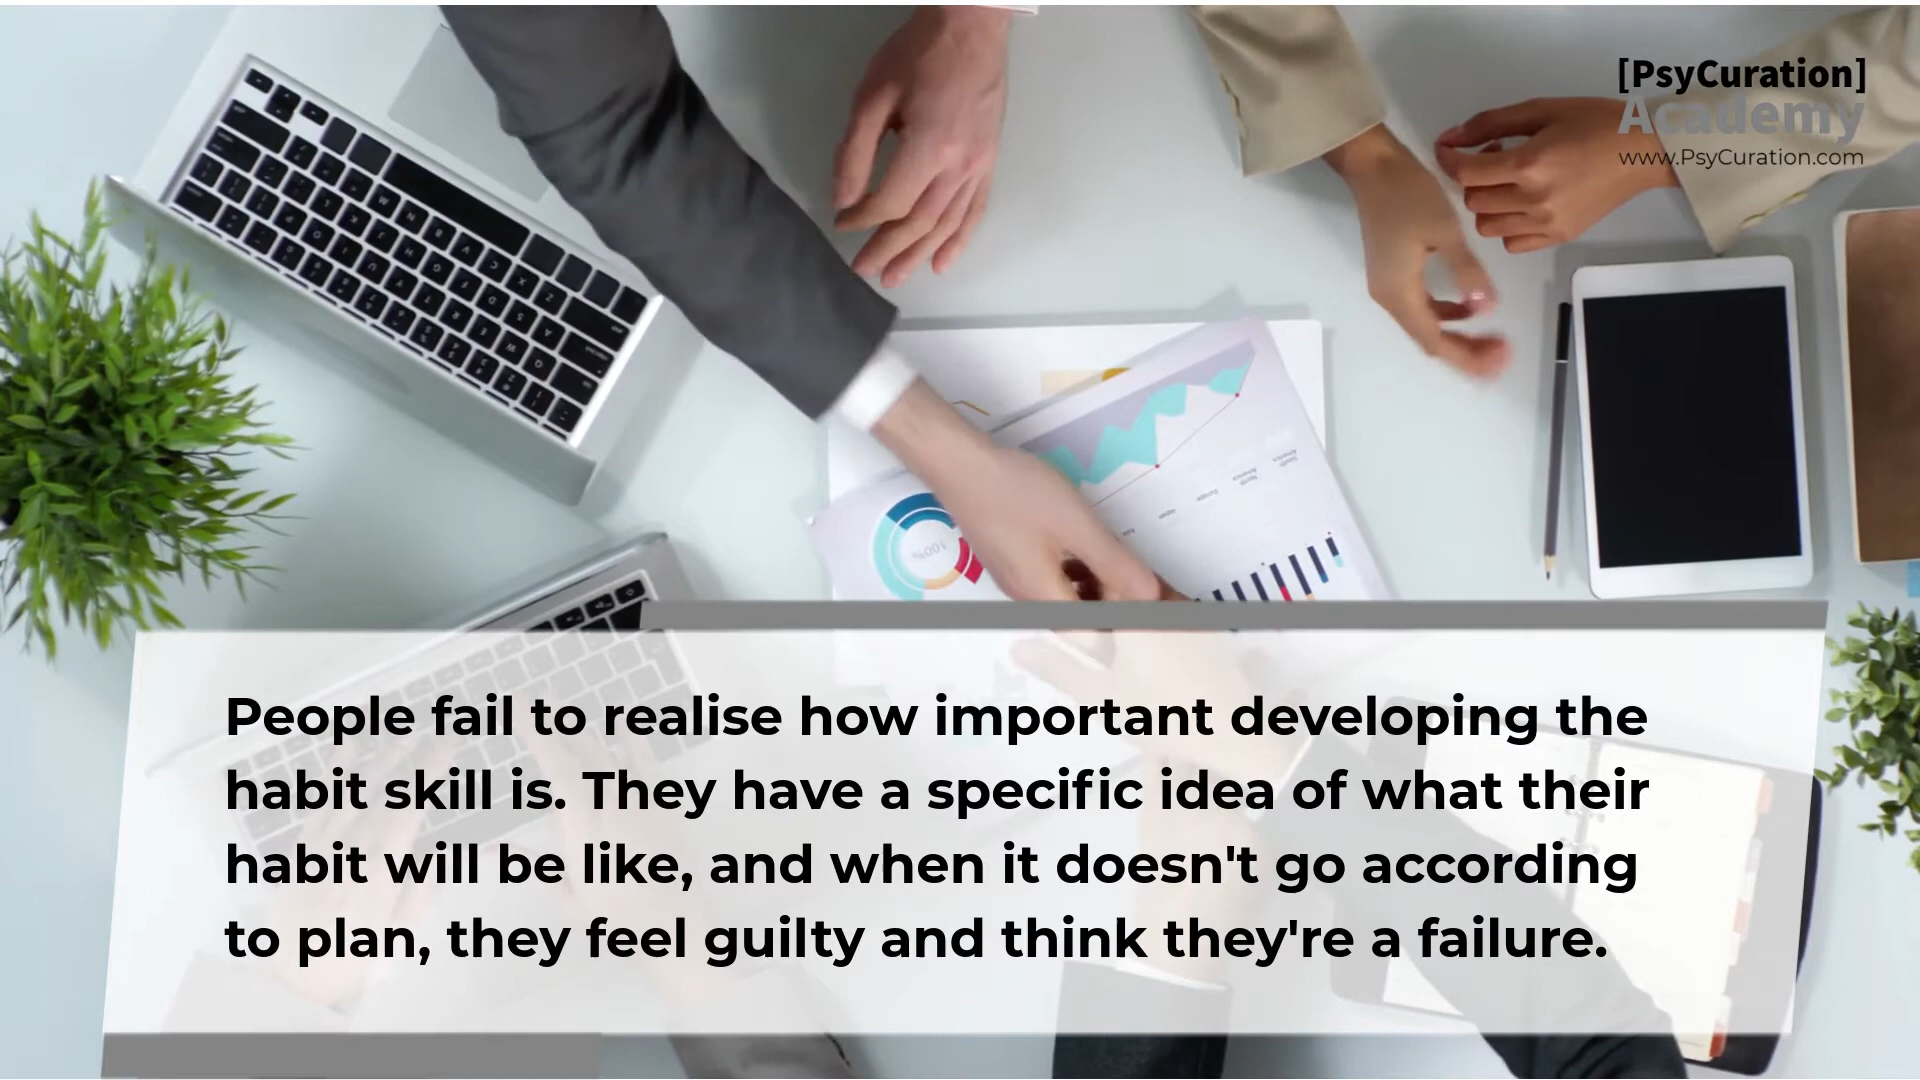 [PsyCuration]
Academy
www.PsyCuration.com
100%
People fail to realise how important developing the
habit skill is. They have a specific idea of what their
habit will be like, and when it doesn't go according
to plan, they feel guilty and think they're a failure.